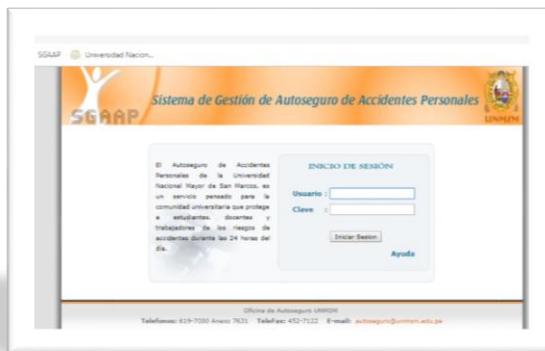 SGAAP Universidad Nacion...
SGAAP
Sistema de Gestión de Autoseguro de Accidentes Personales
UNMSM
El Autoseguro de Accidentes
Personales de la Universidad
Nacional Mayor de San Marcos, es
un servicio pensado para la
comunidad universitaria que protege
a estudiantes, docentes y
trabajadores de los riesgos de
accidentes durante las 24 horas del
día.
INICIO DE SESIÓN
Usuario :
Clave :
Iniciar Sesion
Ayuda
Oficina de Autoseguro UNMSM
Telefonos: 619-7000 Anexo 7631 TeleFax: 452-7122 E-mail: autoseguro@unmsm.edu.pe